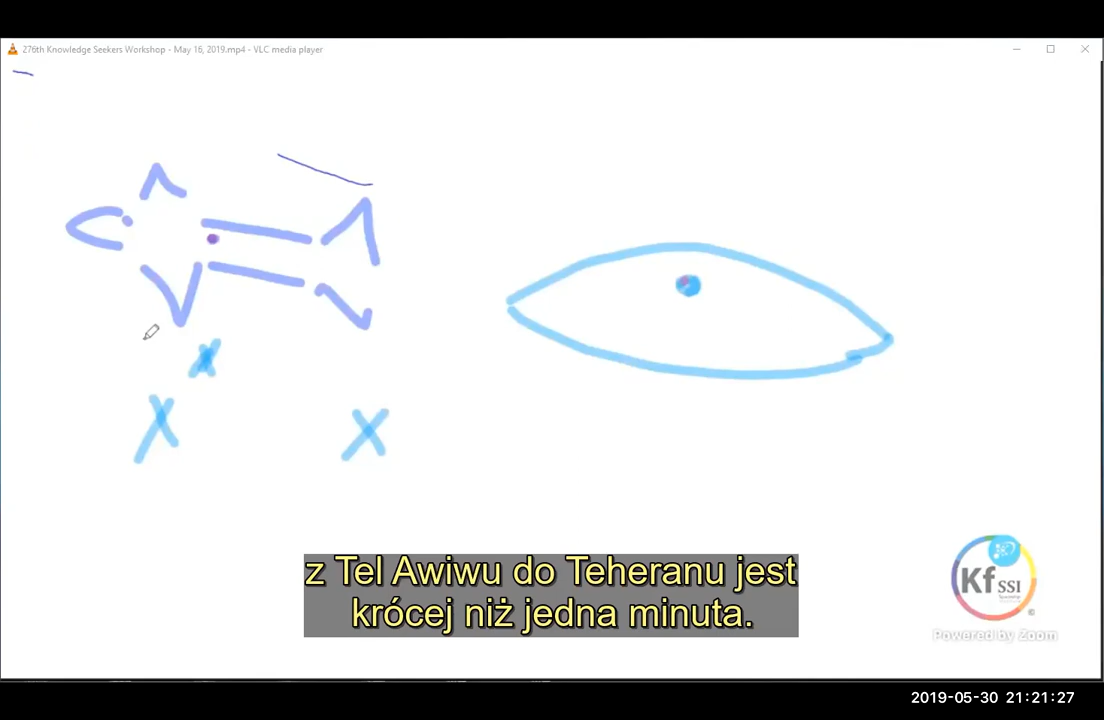 276th Knowledge Seekers Workshop - May 16, 2019.mp4 - VLC media player
X
X
X
z Tel Awiwu do Teheranu jest
krócej niż jedna minuta.
Kf SSI
©
Powered by Zoom
2019-05-30 21:21:27